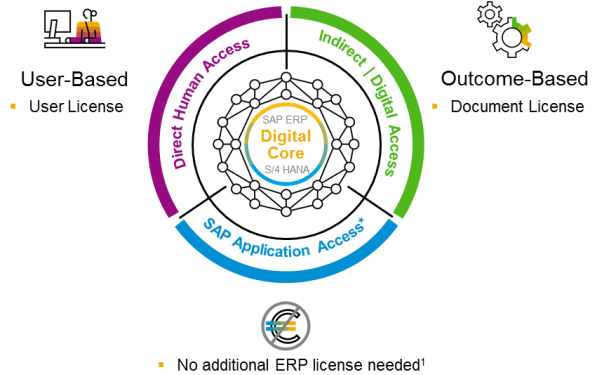 User-Based
▪ User License
Direct Human Access
Indirect | Digital Access
Outcome-Based
▪ Document License
SAP ERP
Digital
Core
S/4 HANA
SAP Application Access*
▪ No additional ERP license needed¹